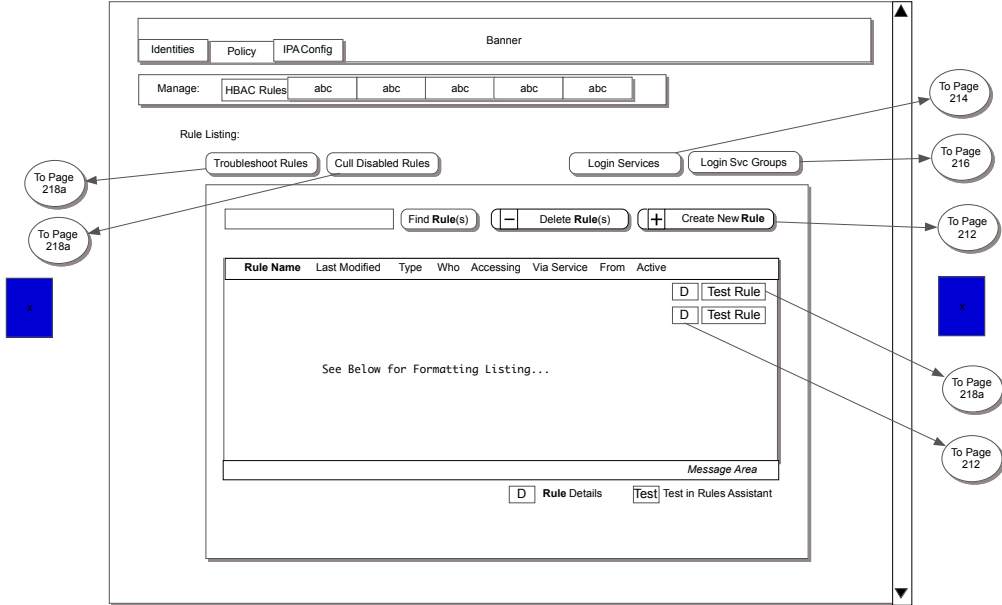 Banner
Identities Policy IPA Config
Manage: HBAC Rules abc abc abc abc abc
To Page
214
Rule Listing:
Troubleshoot Rules Cull Disabled Rules Login Services Login Svc Groups
To Page
216
To Page
218a
Find Rule(s) − Delete Rule(s) + Create New Rule
To Page
212
To Page
218a
Rule Name Last Modified Type Who Accessing Via Service From Active
D Test Rule
x
x
D Test Rule
See Below for Formatting Listing...
To Page
218a
To Page
212
Message Area
D Rule Details Test Test in Rules Assistant